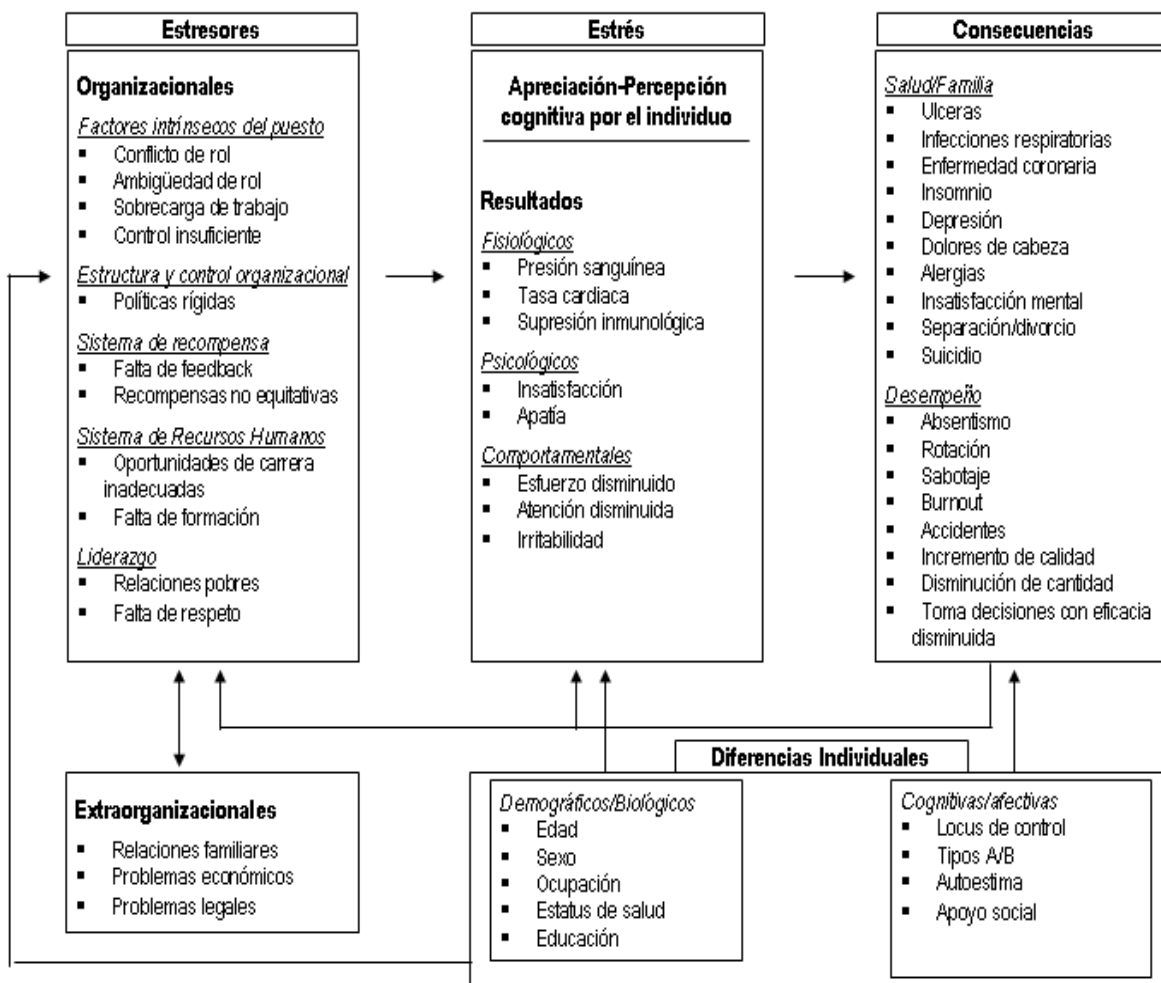 Estresores
Organizacionales
Factores intrínsecos del puesto
▪ Conflicto de rol
▪ Ambigüedad de rol
▪ Sobrecarga de trabajo
▪ Control insuficiente
Estructura y control organizacional
▪ Políticas rígidas
Sistema de recompensa
▪ Falta de feedback
▪ Recompensas no equitativas
Sistema de Recursos Humanos
▪ Oportunidades de carrera
inadecuadas
▪ Falta de formación
Liderazgo
▪ Relaciones pobres
▪ Falta de respeto
Extraorganizacionales
▪ Relaciones familiares
▪ Problemas económicos
▪ Problemas legales
Estrés
Apreciación-Percepción
cognitiva por el individuo
Resultados
Fisiológicos
▪ Presión sanguínea
▪ Tasa cardiaca
▪ Supresión inmunológica
Psicológicos
▪ Insatisfacción
▪ Apatía
Comportamentales
▪ Esfuerzo disminuido
▪ Atención disminuida
▪ Irritabilidad
Consecuencias
Salud/Familia
▪ Ulceras
▪ Infecciones respiratorias
▪ Enfermedad coronaria
▪ Insomnio
▪ Depresión
▪ Dolores de cabeza
▪ Alergias
▪ Insatisfacción mental
▪ Separación/divorcio
▪ Suicidio
Desempeño
▪ Absentismo
▪ Rotación
▪ Sabotaje
▪ Burnout
▪ Accidentes
▪ Incremento de calidad
▪ Disminución de cantidad
▪ Toma decisiones con eficacia
disminuida
Diferencias Individuales
Demográficos/Biológicos
▪ Edad
▪ Sexo
▪ Ocupación
▪ Estatus de salud
▪ Educación
Cognitivas/afectivas
▪ Locus de control
▪ Tipos A/B
▪ Autoestima
▪ Apoyo social